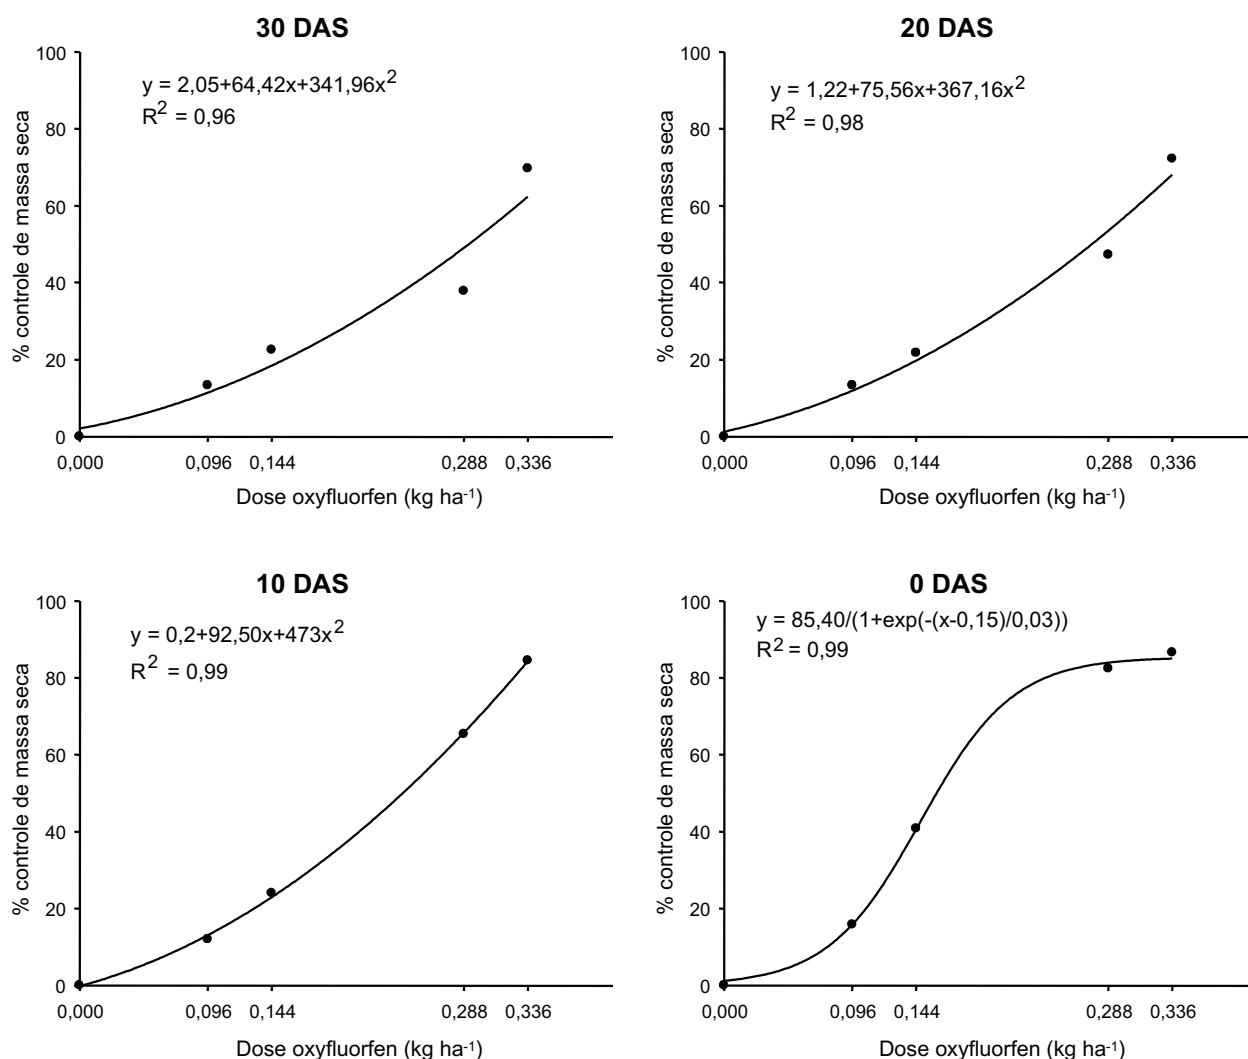 30 DAS
y = 2,05+64,42x+341,96x²
R² = 0,96
% controle de massa seca
100
80
60
40
20
0
0,000 0,096 0,144 0,288 0,336
Dose oxyfluorfen (kg ha⁻¹)
20 DAS
y = 1,22+75,56x+367,16x²
R² = 0,98
% controle de massa seca
100
80
60
40
20
0
0,000 0,096 0,144 0,288 0,336
Dose oxyfluorfen (kg ha⁻¹)
10 DAS
y = 0,2+92,50x+473x²
R² = 0,99
% controle de massa seca
100
80
60
40
20
0
0,000 0,096 0,144 0,288 0,336
Dose oxyfluorfen (kg ha⁻¹)
0 DAS
y = 85,40/(1+exp(-(x-0,15)/0,03))
R² = 0,99
% controle de massa seca
100
80
60
40
20
0
0,000 0,096 0,144 0,288 0,336
Dose oxyfluorfen (kg ha⁻¹)